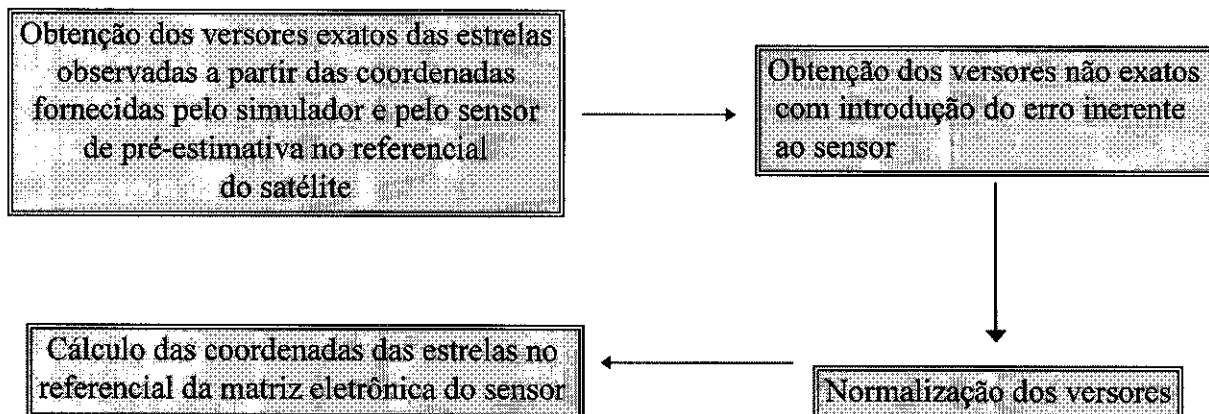 Obtenção dos versores exatos das estrelas
observadas a partir das coordenadas
fornecidas pelo simulador e pelo sensor
de pré-estimativa no referencial
do satélite
Obtenção dos versores não exatos
com introdução do erro inerente
ao sensor
Normalização dos versores
Cálculo das coordenadas das estrelas no
referencial da matriz eletrônica do sensor